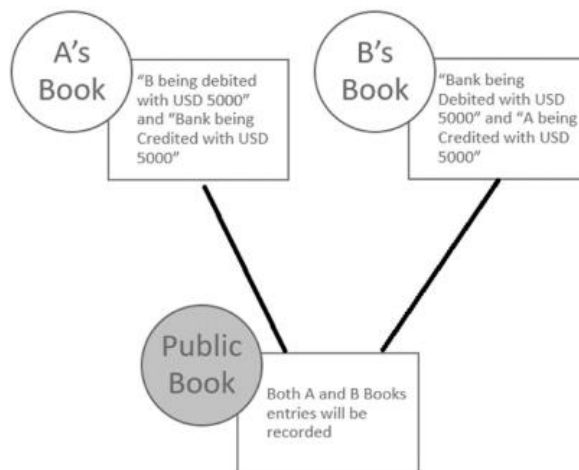 A's
Book
“B being debited
with USD 5000”
and “Bank being
Credited with USD
5000”
B's
Book
“Bank being
Debited with USD
5000” and “A being
Credited with USD
5000”
Public
Book
Both A and B Books
entries will be
recorded